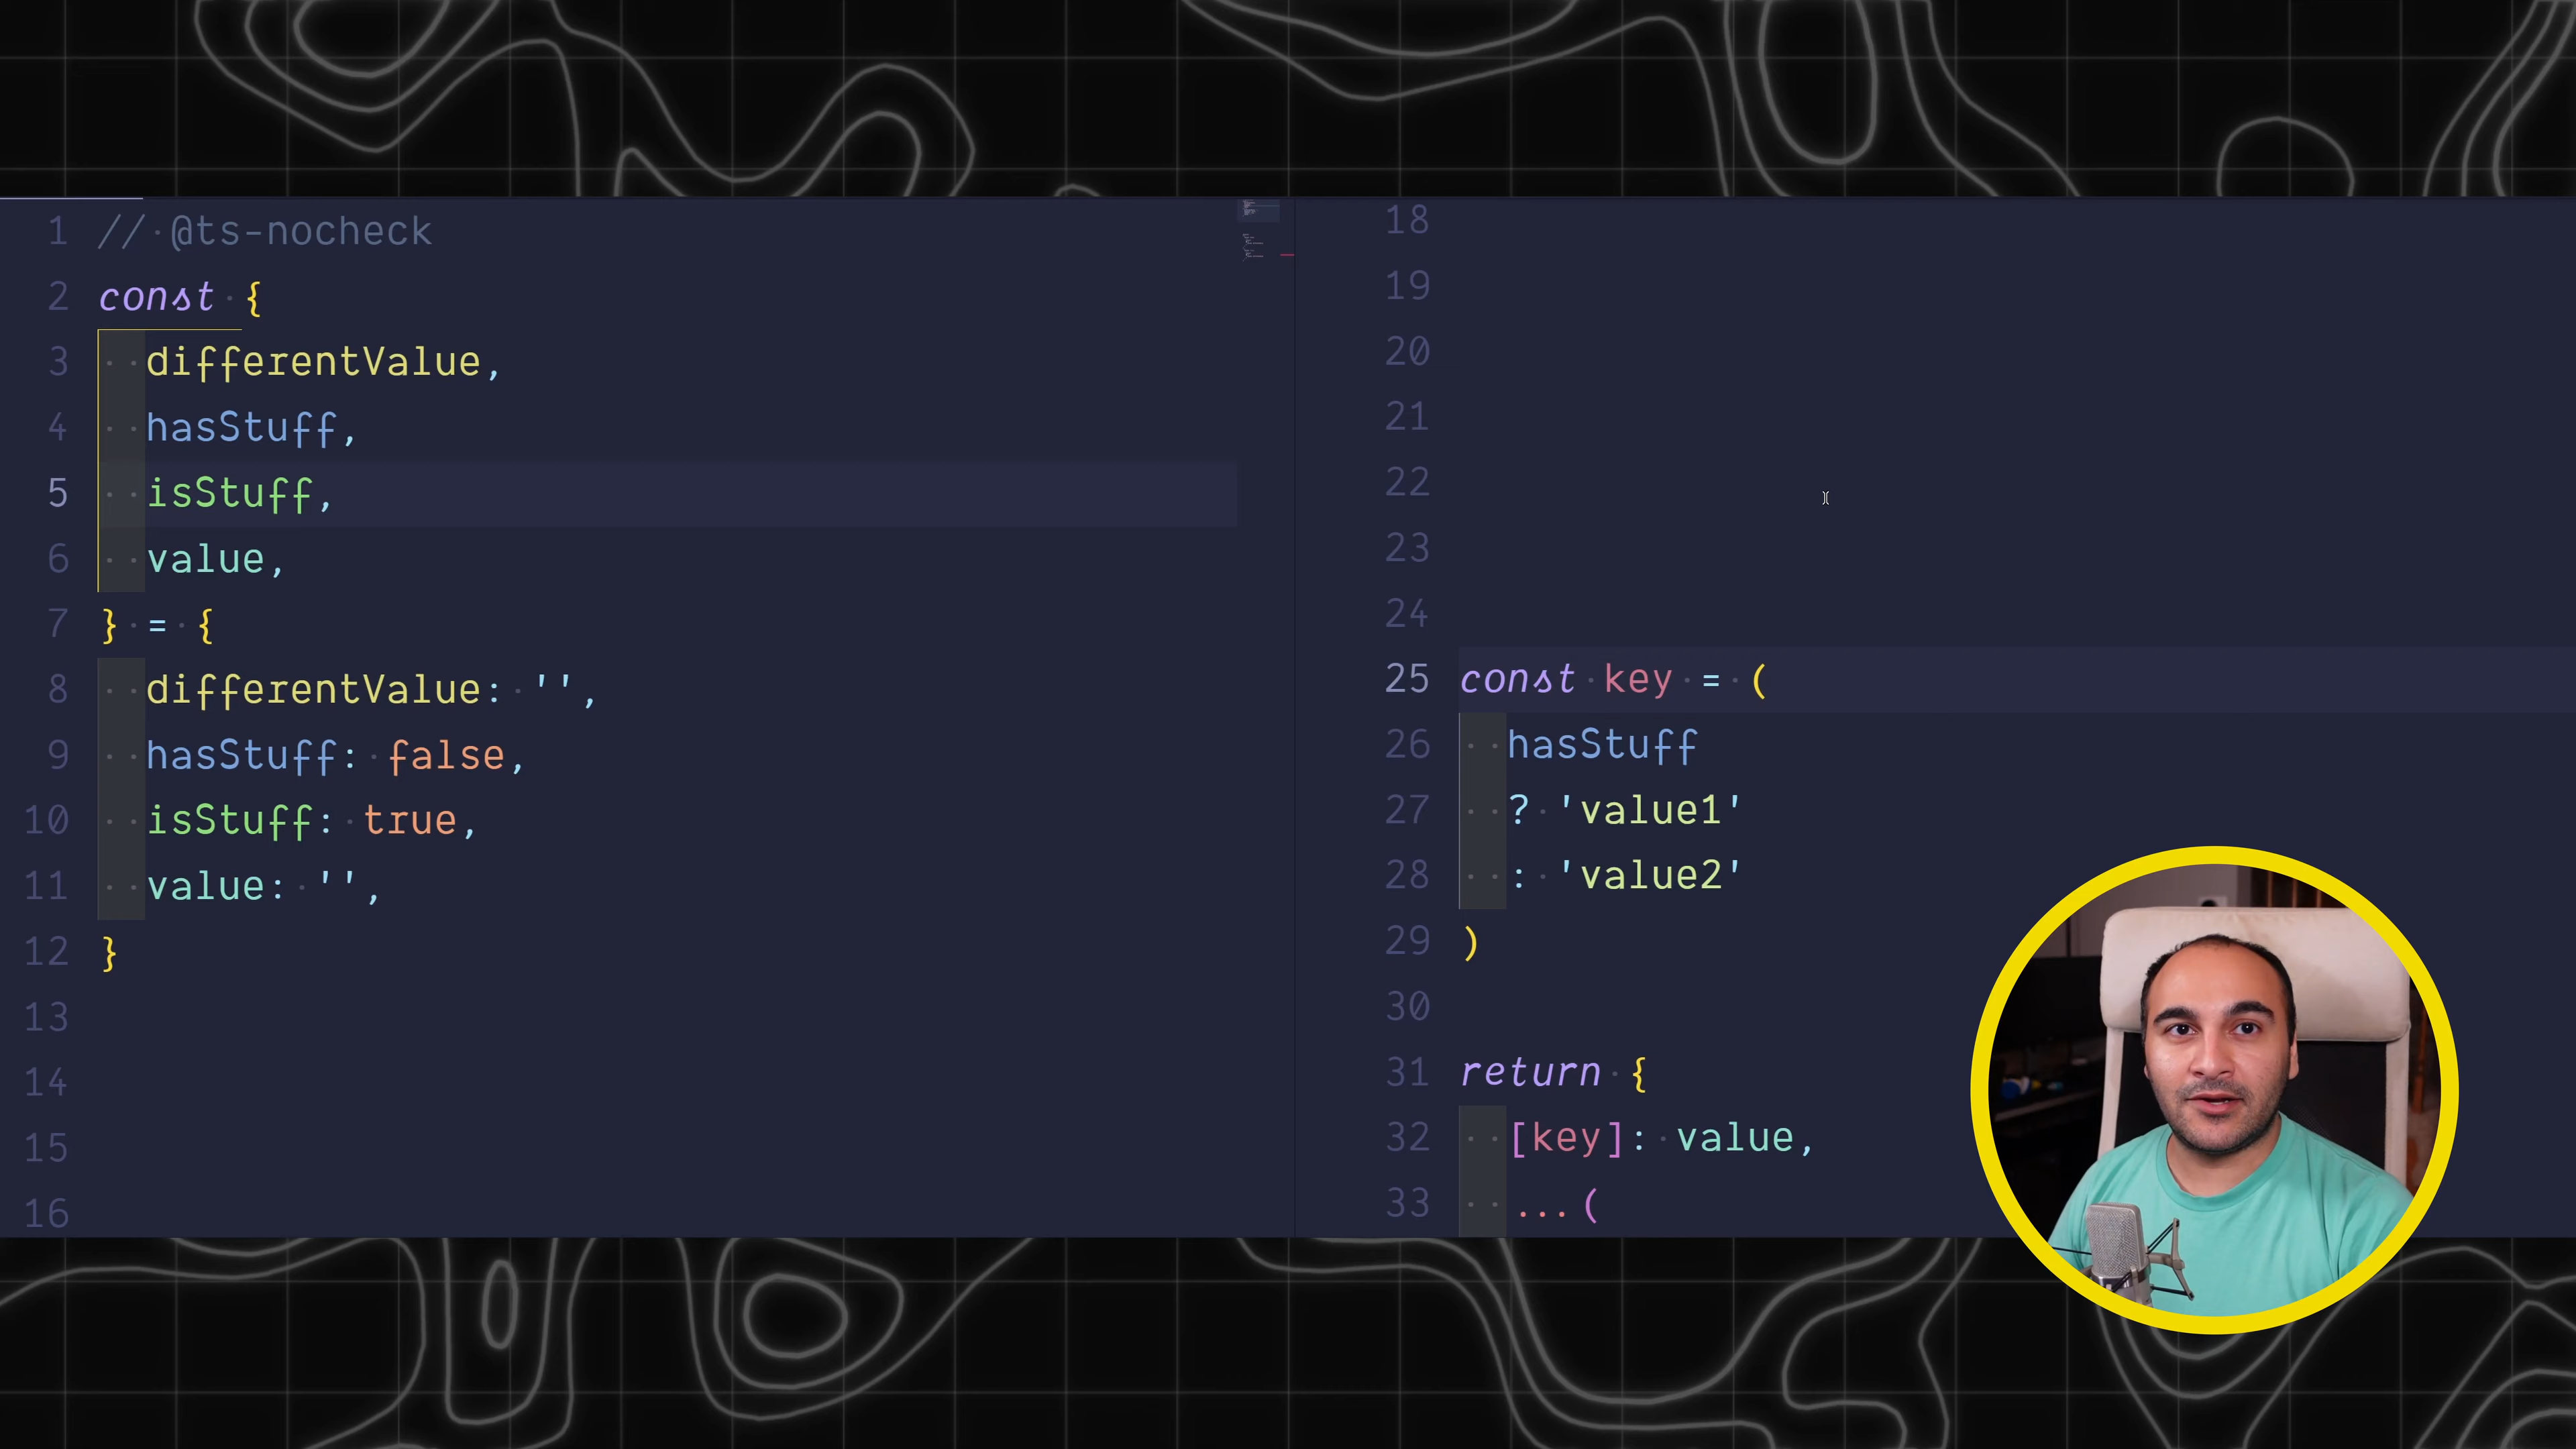 1 // @ts-nocheck
2 const {
3 differentValue,
4 hasStuff,
5 isStuff,
6 value,
7 } = {
8 differentValue: '',
9 hasStuff: false,
10 isStuff: true,
11 value: '',
12 }
13
14
15
16
18
19
20
21
22
23
24
25 const key = (
26 hasStuff
27 ? 'value1'
28 : 'value2'
29 )
30
31 return {
32 [key]: value,
33 ...(